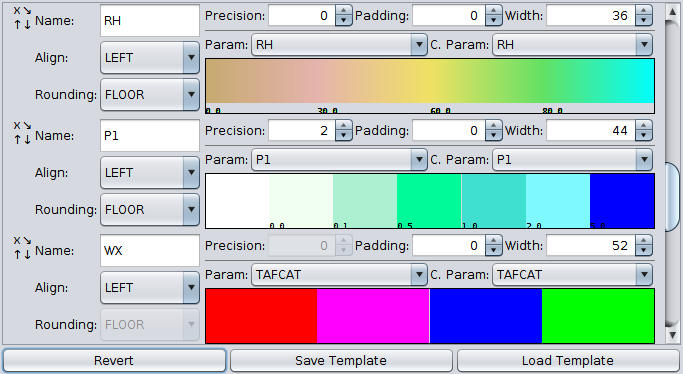 Name: RH Precision: 0 Padding: 0 Width: 36
Param: RH C. Param: RH
Align: LEFT
Rounding: FLOOR
0.0 30.0 60.0 80.0
Name: P1 Precision: 2 Padding: 0 Width: 44
Param: P1 C. Param: P1
Align: LEFT
Rounding: FLOOR
0.0 0.1 0.5 1.0 2.0
Name: WX Precision: 0 Padding: 0 Width: 52
Param: TAFCAT C. Param: TAFCAT
Align: LEFT
Rounding: FLOOR
Revert Save Template Load Template